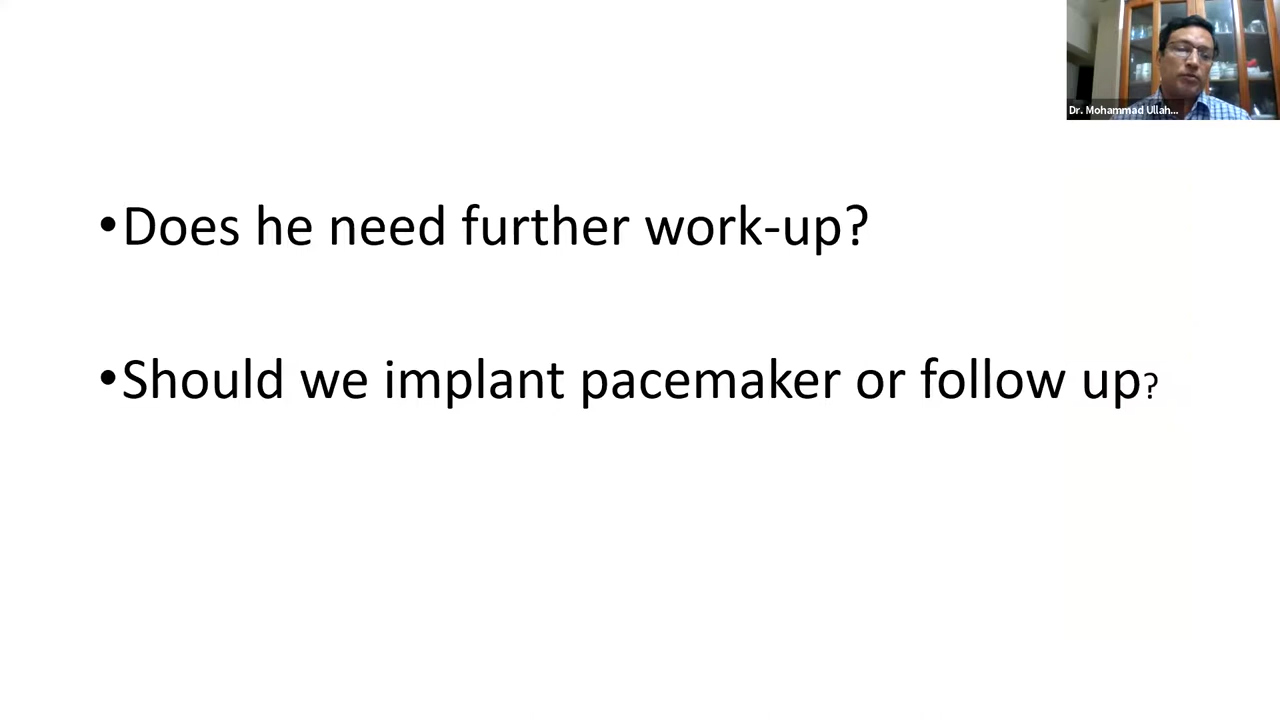 Dr. Mohammad Ullah...
•Does he need further work-up?
•Should we implant pacemaker or follow up?